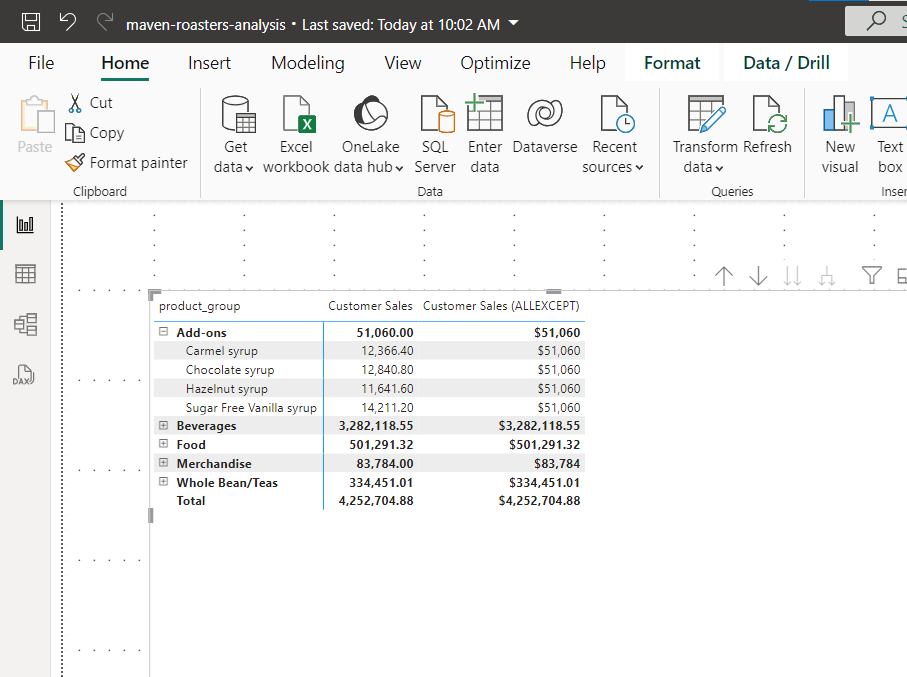 maven-roasters-analysis • Last saved: Today at 10:02 AM
File Home Insert Modeling View Optimize Help Format Data / Drill
Paste
Cut
Copy
Format painter
Clipboard
Get data
Excel workbook
OneLake data hub
SQL Server
Enter data
Dataverse
Recent sources
Data
Transform data
Refresh
Queries
New visual
A
Text box
DAX
product_group Customer Sales Customer Sales (ALLEXCEPT)
Add-ons 51,060.00 $51,060
Carmel syrup 12,366.40 $51,060
Chocolate syrup 12,840.80 $51,060
Hazelnut syrup 11,641.60 $51,060
Sugar Free Vanilla syrup 14,211.20 $51,060
Beverages 3,282,118.55 $3,282,118.55
Food 501,291.32 $501,291.32
Merchandise 83,784.00 $83,784
Whole Bean/Teas 334,451.01 $334,451.01
Total 4,252,704.88 $4,252,704.88